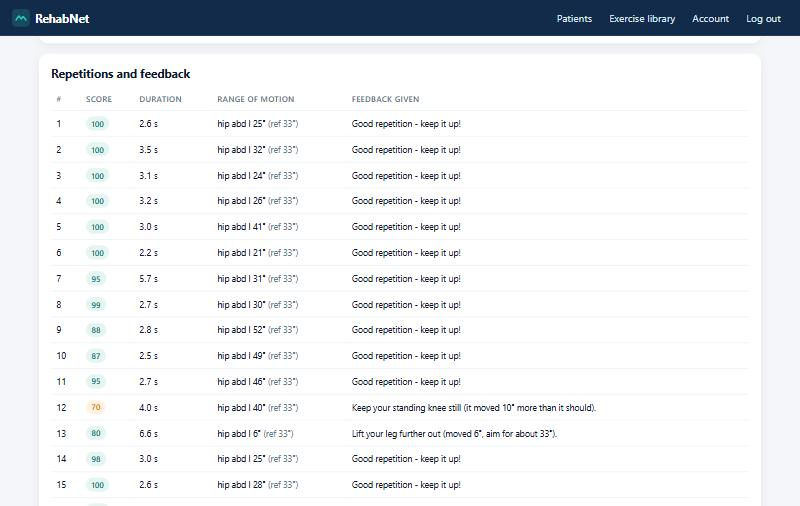 RehabNet Patients Exercise library Account Log out
Repetitions and feedback
# SCORE DURATION RANGE OF MOTION FEEDBACK GIVEN
1 100 2.6 s hip abd l 25° (ref 33°) Good repetition - keep it up!
2 100 3.5 s hip abd l 32° (ref 33°) Good repetition - keep it up!
3 100 3.1 s hip abd l 24° (ref 33°) Good repetition - keep it up!
4 100 3.2 s hip abd l 26° (ref 33°) Good repetition - keep it up!
5 100 3.0 s hip abd l 41° (ref 33°) Good repetition - keep it up!
6 100 2.2 s hip abd l 21° (ref 33°) Good repetition - keep it up!
7 95 5.7 s hip abd l 31° (ref 33°) Good repetition - keep it up!
8 99 2.7 s hip abd l 30° (ref 33°) Good repetition - keep it up!
9 88 2.8 s hip abd l 52° (ref 33°) Good repetition - keep it up!
10 87 2.5 s hip abd l 49° (ref 33°) Good repetition - keep it up!
11 95 2.7 s hip abd l 46° (ref 33°) Good repetition - keep it up!
12 70 4.0 s hip abd l 40° (ref 33°) Keep your standing knee still (it moved 10° more than it should).
13 80 6.6 s hip abd l 6° (ref 33°) Lift your leg further out (moved 6°, aim for about 33°).
14 98 3.0 s hip abd l 25° (ref 33°) Good repetition - keep it up!
15 100 2.6 s hip abd l 28° (ref 33°) Good repetition - keep it up!